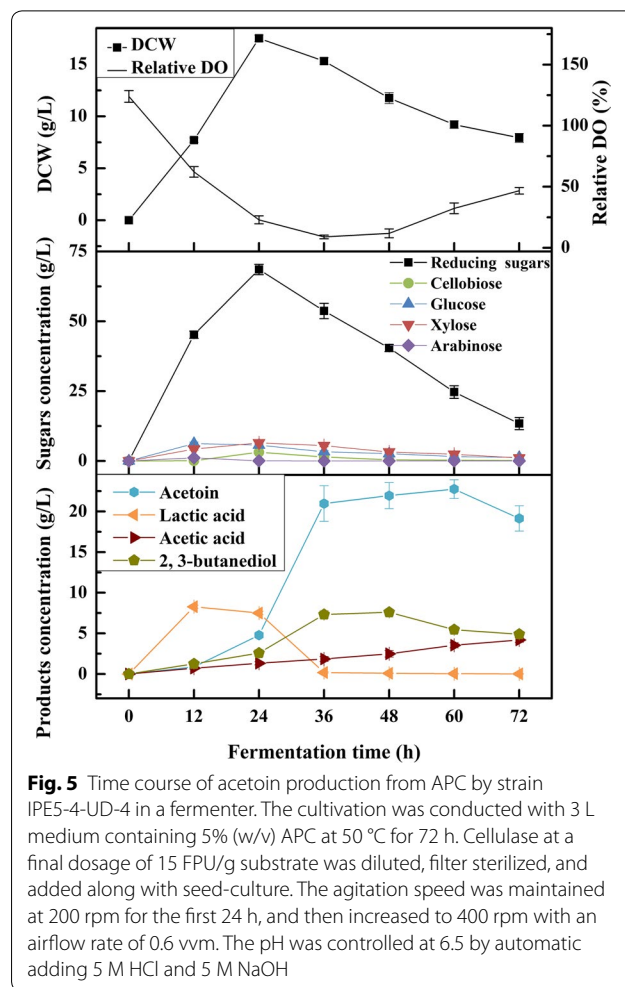 DCW
Relative DO
15
10
5
0
DCW (g/L)
150
100
50
0
Relative DO (%)
Reducing sugars
Cellobiose
Glucose
Xylose
Arabinose
75
50
25
0
Sugars concentration (g/L)
Acetoin
Lactic acid
Acetic acid
2, 3-butanediol
20
15
10
5
0
Products concentration (g/L)
0 12 24 36 48 60 72
Fermentation time (h)
Fig. 5 Time course of acetoin production from APC by strain
IPE5-4-UD-4 in a fermenter. The cultivation was conducted with 3 L
medium containing 5% (w/v) APC at 50 °C for 72 h. Cellulase at a
final dosage of 15 FPU/g substrate was diluted, filter sterilized, and
added along with seed-culture. The agitation speed was maintained
at 200 rpm for the first 24 h, and then increased to 400 rpm with an
airflow rate of 0.6 vvm. The pH was controlled at 6.5 by automatic
adding 5 M HCl and 5 M NaOH